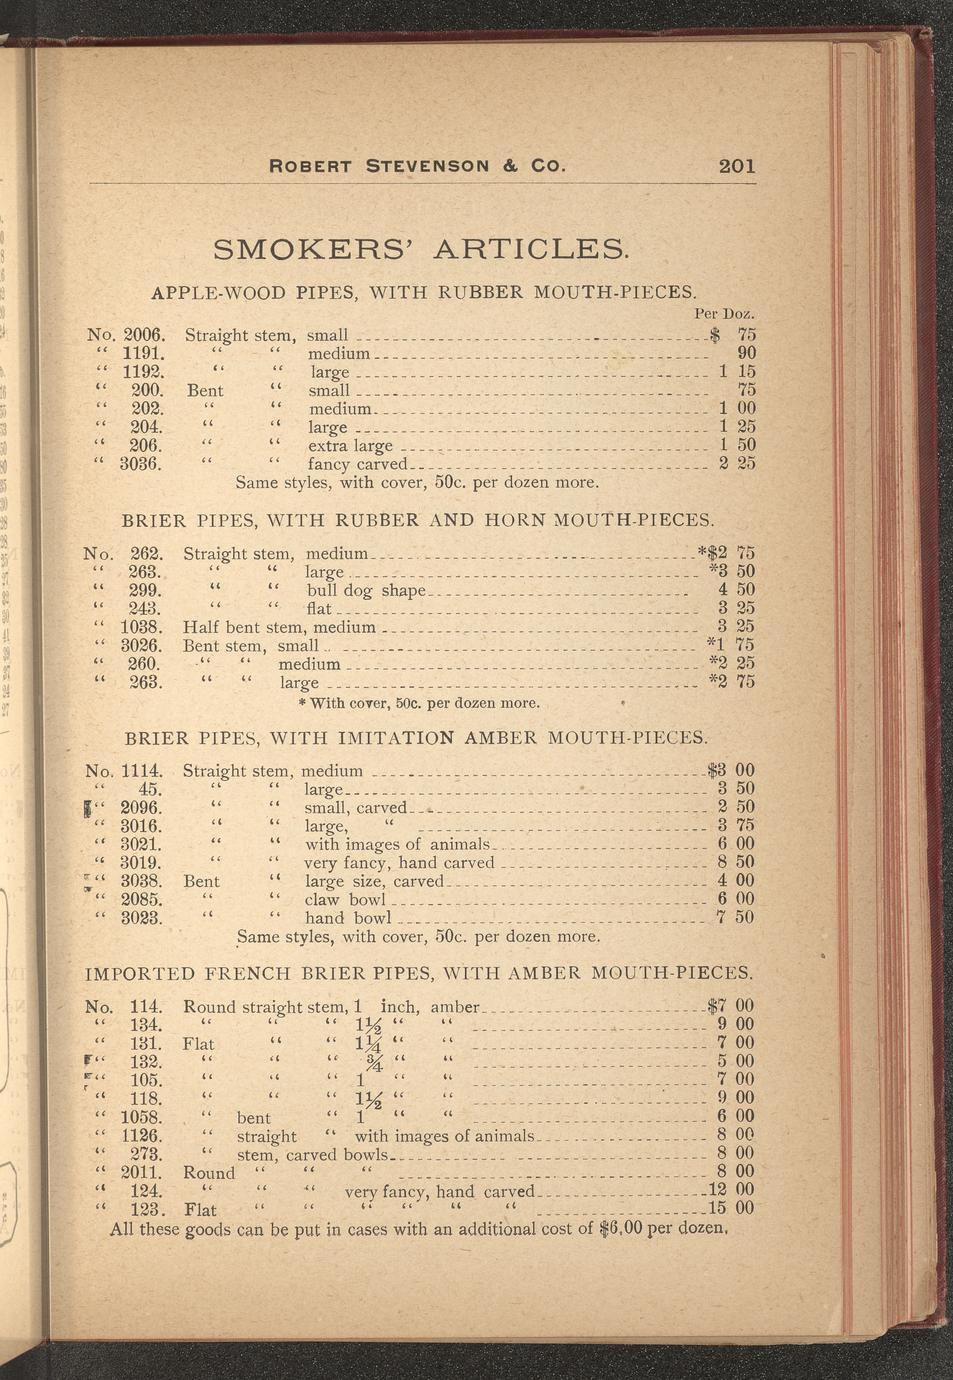 ROBERT STEVENSON & CO. 201
SMOKERS' ARTICLES.
APPLE-WOOD PIPES, WITH RUBBER MOUTH-PIECES.
Per Doz.
No. 2006. Straight stem, small $ 75
“ 1191. “ “ medium 90
“ 1192. “ “ large 1 15
“ 200. Bent “ small 75
“ 202. “ “ medium 1 00
“ 204. “ “ large 1 25
“ 206. “ “ extra large 1 50
“ 3036. “ “ fancy carved 2 25
Same styles, with cover, 50c. per dozen more.
BRIER PIPES, WITH RUBBER AND HORN MOUTH-PIECES.
No. 262. Straight stem, medium *$2 75
“ 263. “ “ large *3 50
“ 299. “ “ bull dog shape 4 50
“ 243. “ “ flat 3 25
“ 1038. Half bent stem, medium 3 25
“ 3026. Bent stem, small *1 75
“ 260. “ “ medium *2 25
“ 263. “ “ large *2 75
* With cover, 50c. per dozen more.
BRIER PIPES, WITH IMITATION AMBER MOUTH-PIECES.
No. 1114. Straight stem, medium $3 00
“ 45. “ “ large 3 50
“ 2096. “ “ small, carved 2 50
“ 3016. “ “ large, “ 3 75
“ 3021. “ “ with images of animals 6 00
“ 3019. “ “ very fancy, hand carved 8 50
“ 3038. Bent “ large size, carved 4 00
“ 2085. “ “ claw bowl 6 00
“ 3023. “ “ hand bowl 7 50
Same styles, with cover, 50c. per dozen more.
IMPORTED FRENCH BRIER PIPES, WITH AMBER MOUTH-PIECES.
No. 114. Round straight stem, 1 inch, amber $7 00
“ 134. “ “ “ 1½ “ “ 9 00
“ 131. Flat “ “ 1¼ “ “ 7 00
“ 132. “ “ “ ¾ “ “ 5 00
“ 105. “ “ “ 1 “ “ 7 00
“ 118. “ “ “ 1½ “ “ 9 00
“ 1058. “ bent “ 1 “ “ 6 00
“ 1126. “ straight “ with images of animals 8 00
“ 273. “ stem, carved bowls 8 00
“ 2011. Round “ “ “ 8 00
“ 124. “ “ “ very fancy, hand carved 12 00
“ 123. Flat “ “ “ “ “ “ 15 00
All these goods can be put in cases with an additional cost of $6.00 per dozen.